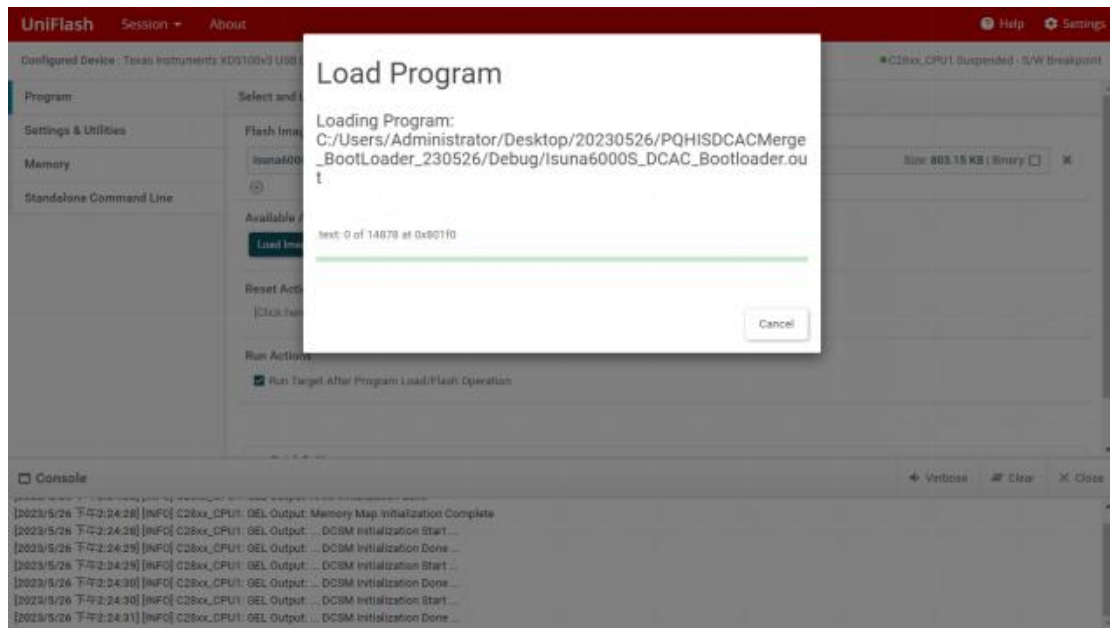 UniFlash Session About Help Settings
Configured Device : Texas Instruments XDS100v3 USB C28xx_CPU1 Suspended - S/W Breakpoint
Program Select and
Settings & Utilities Flash Imag
Memory Size: 803.15 KB | Binary
Standalone Command Line
Available
Load Ima
Reset Acti
[Click her
Run Actions
Run Target After Program Load/Flash Operation
Load Program
Loading Program:
C:/Users/Administrator/Desktop/20230526/PQHISDCACMerge
_BootLoader_230526/Debug/Isuna6000S_DCAC_Bootloader.ou
t
.text: 0 of 14878 at 0x801f0
Cancel
Console Verbose Clear Close
[2023/5/26 下午2:24:28] [INFO] C28xx_CPU1: GEL Output: Memory Map Initialization Complete
[2023/5/26 下午2:24:28] [INFO] C28xx_CPU1: GEL Output: ... DCSM Initialization Start ...
[2023/5/26 下午2:24:29] [INFO] C28xx_CPU1: GEL Output: ... DCSM Initialization Done ...
[2023/5/26 下午2:24:29] [INFO] C28xx_CPU1: GEL Output: ... DCSM Initialization Start ...
[2023/5/26 下午2:24:30] [INFO] C28xx_CPU1: GEL Output: ... DCSM Initialization Done ...
[2023/5/26 下午2:24:30] [INFO] C28xx_CPU1: GEL Output: ... DCSM Initialization Start ...
[2023/5/26 下午2:24:31] [INFO] C28xx_CPU1: GEL Output: ... DCSM Initialization Done ...